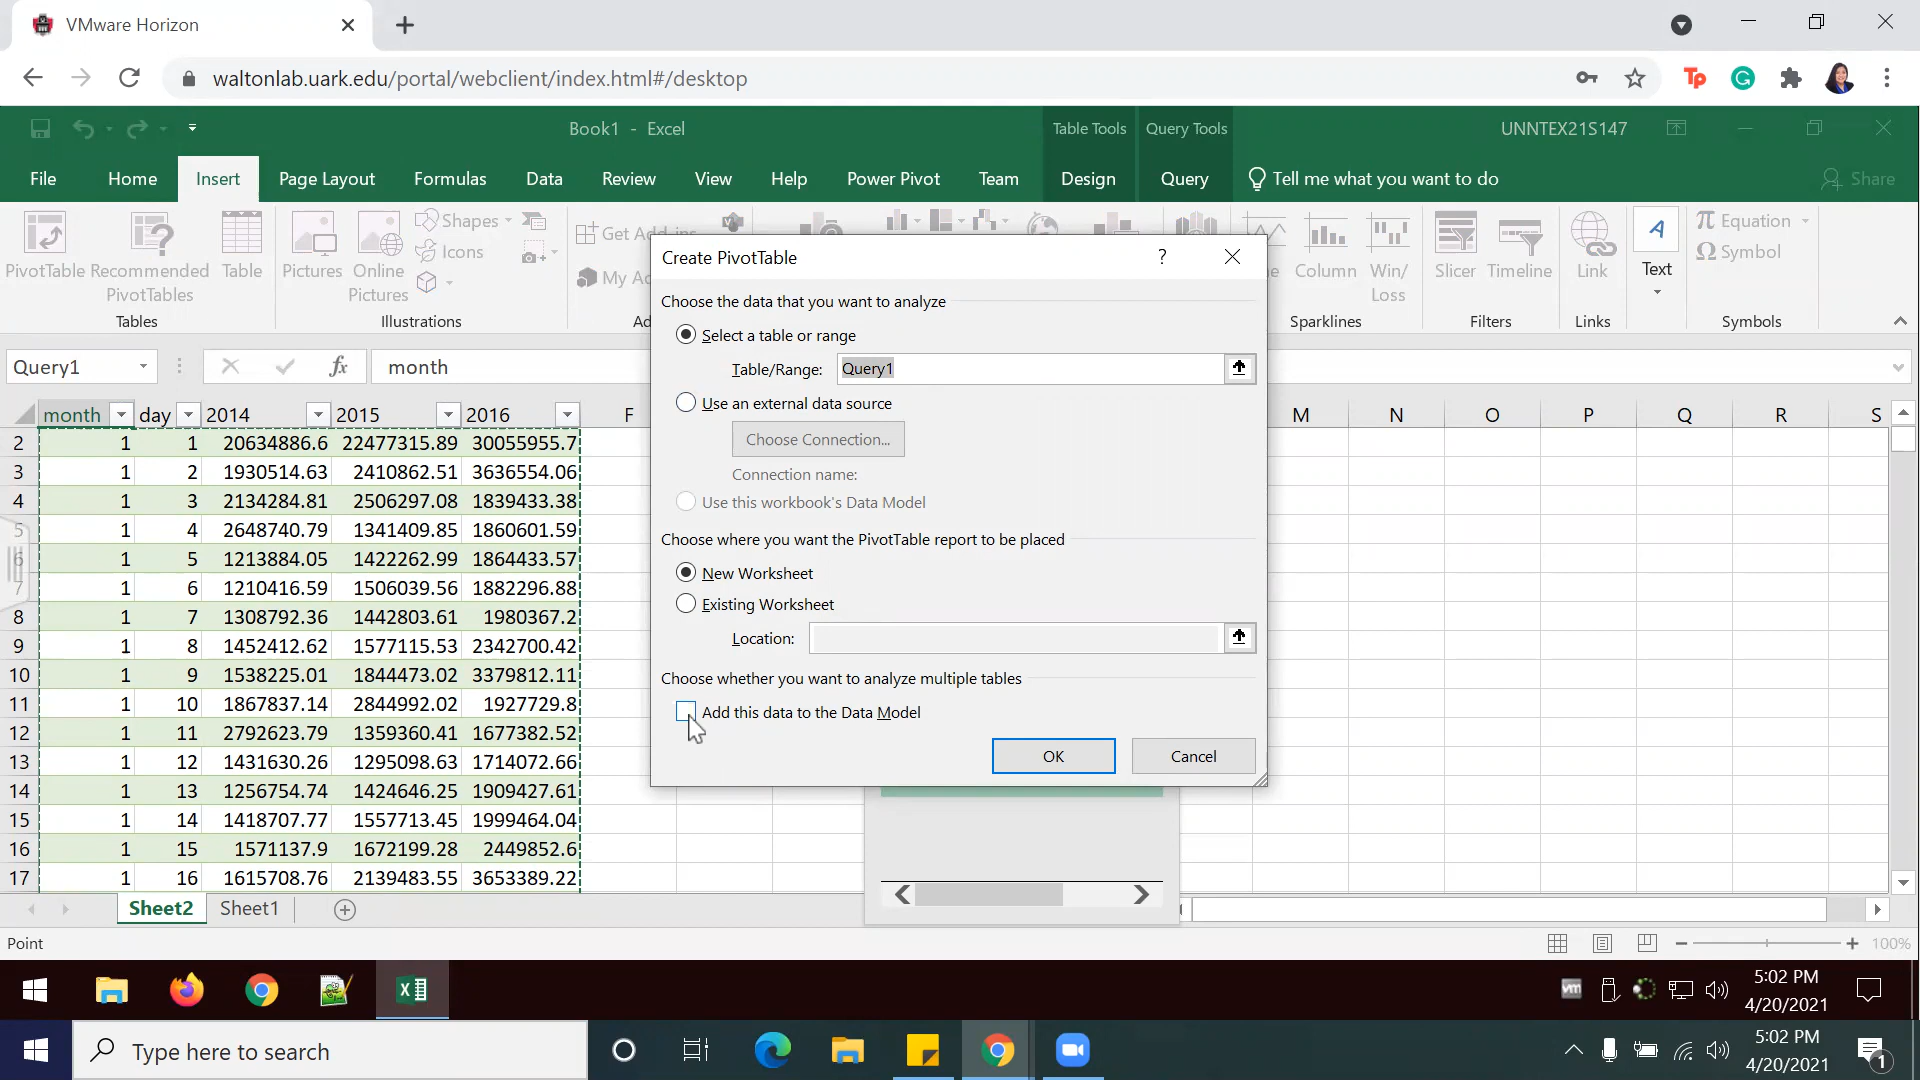 VMware Horizon
waltonlab.uark.edu/portal/webclient/index.html#/desktop
Book1 - Excel
Table Tools
Query Tools
UNNTEX21S147
File Home Insert Page Layout Formulas Data Review View Help Power Pivot Team Design Query Tell me what you want to do Share
PivotTable
Recommended
PivotTables
Table
Tables
Pictures
Online
Pictures
Shapes
Icons
Illustrations
Get Add-ins
My Ad
Ad
Column
Win/
Loss
Sparklines
Slicer
Timeline
Filters
Link
Links
Text
Equation
Symbol
Symbols
Query1 fx month
Create PivotTable
Choose the data that you want to analyze
Select a table or range
Table/Range: Query1
Use an external data source
Choose Connection...
Connection name:
Use this workbook's Data Model
Choose where you want the PivotTable report to be placed
New Worksheet
Existing Worksheet
Location:
Choose whether you want to analyze multiple tables
Add this data to the Data Model
OK Cancel
month day 2014 2015 2016 F M N O P Q R S
2 1 1 20634886.6 22477315.89 30055955.7
3 1 2 1930514.63 2410862.51 3636554.06
4 1 3 2134284.81 2506297.08 1839433.38
5 1 4 2648740.79 1341409.85 1860601.59
6 1 5 1213884.05 1422262.99 1864433.57
7 1 6 1210416.59 1506039.56 1882296.88
8 1 7 1308792.36 1442803.61 1980367.2
9 1 8 1452412.62 1577115.53 2342700.42
10 1 9 1538225.01 1844473.02 3379812.11
11 1 10 1867837.14 2844992.02 1927729.8
12 1 11 2792623.79 1359360.41 1677382.52
13 1 12 1431630.26 1295098.63 1714072.66
14 1 13 1256754.74 1424646.25 1909427.61
15 1 14 1418707.77 1557713.45 1999464.04
16 1 15 1571137.9 1672199.28 2449852.6
17 1 16 1615708.76 2139483.55 3653389.22
Sheet2 Sheet1
Point
100%
5:02 PM
4/20/2021
Type here to search
5:02 PM
4/20/2021
1